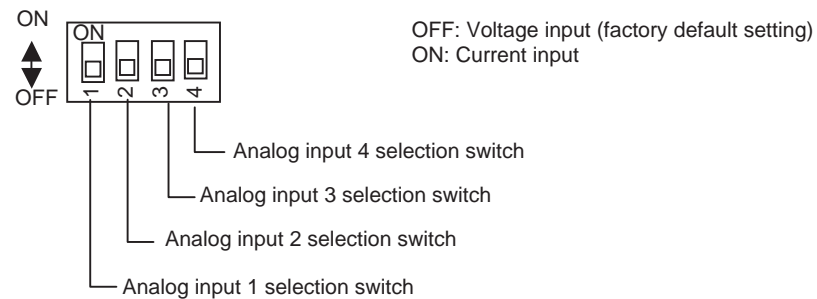 ON
OFF: Voltage input (factory default setting)
ON
ON: Current input
OFF
1 2 3 4
Analog input 4 selection switch
Analog input 3 selection switch
Analog input 2 selection switch
Analog input 1 selection switch